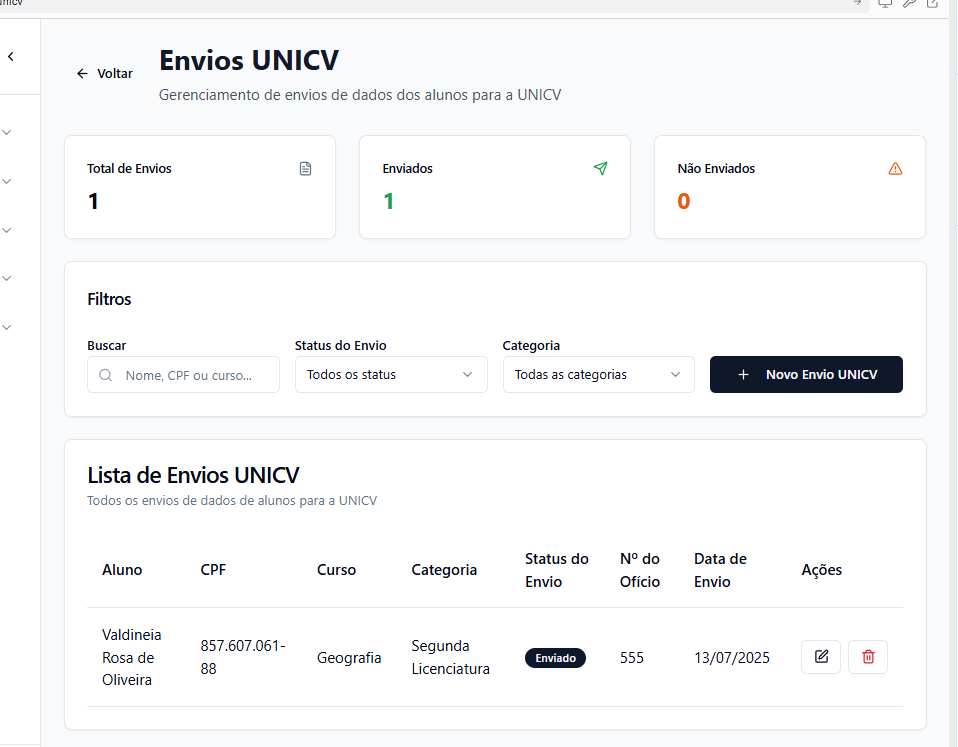 unicv
Voltar
Envios UNICV
Gerenciamento de envios de dados dos alunos para a UNICV
Total de Envios
1
Enviados
1
Não Enviados
0
Filtros
Buscar
Nome, CPF ou curso...
Status do Envio
Todos os status
Categoria
Todas as categorias
Novo Envio UNICV
Lista de Envios UNICV
Todos os envios de dados de alunos para a UNICV
Aluno
CPF
Curso
Categoria
Status do
Envio
Nº do
Ofício
Data de
Envio
Ações
Valdineia
Rosa de
Oliveira
857.607.061-
88
Geografia
Segunda
Licenciatura
Enviado
555
13/07/2025